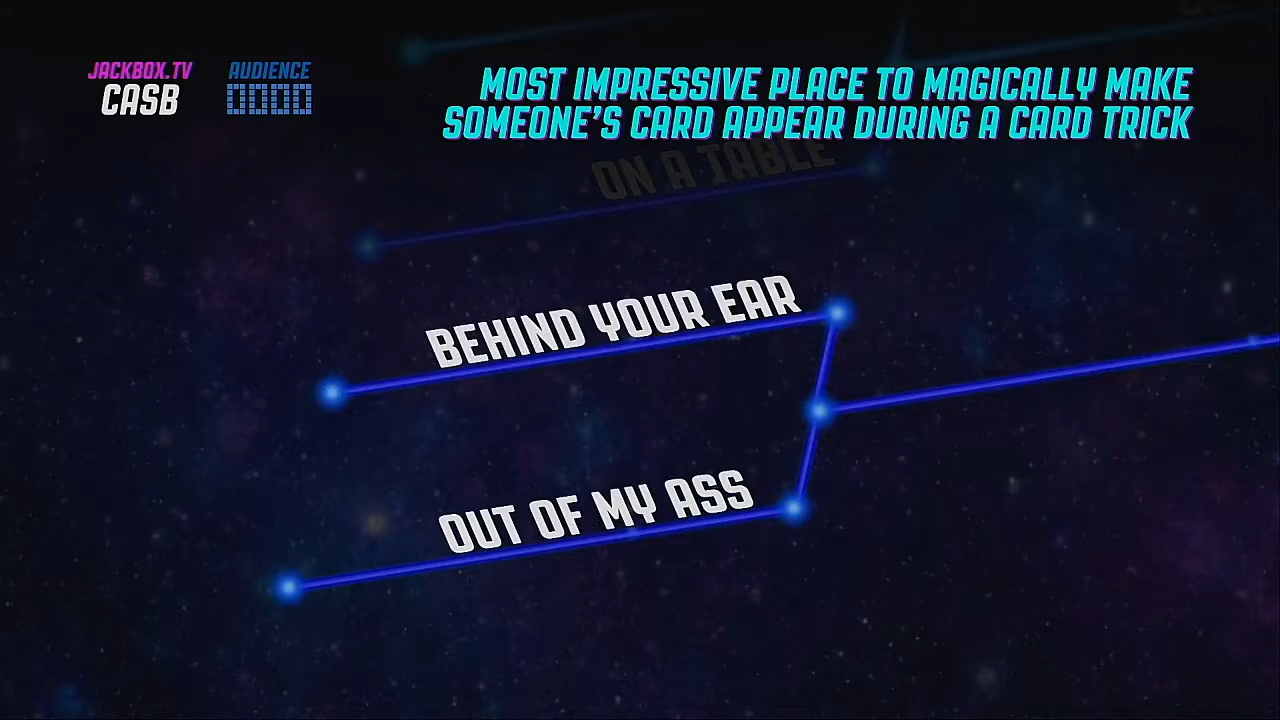 JACKBOX.TV
CASB
AUDIENCE
MOST IMPRESSIVE PLACE TO MAGICALLY MAKE
SOMEONE'S CARD APPEAR DURING A CARD TRICK
ON A TABLE
BEHIND YOUR EAR
OUT OF MY ASS